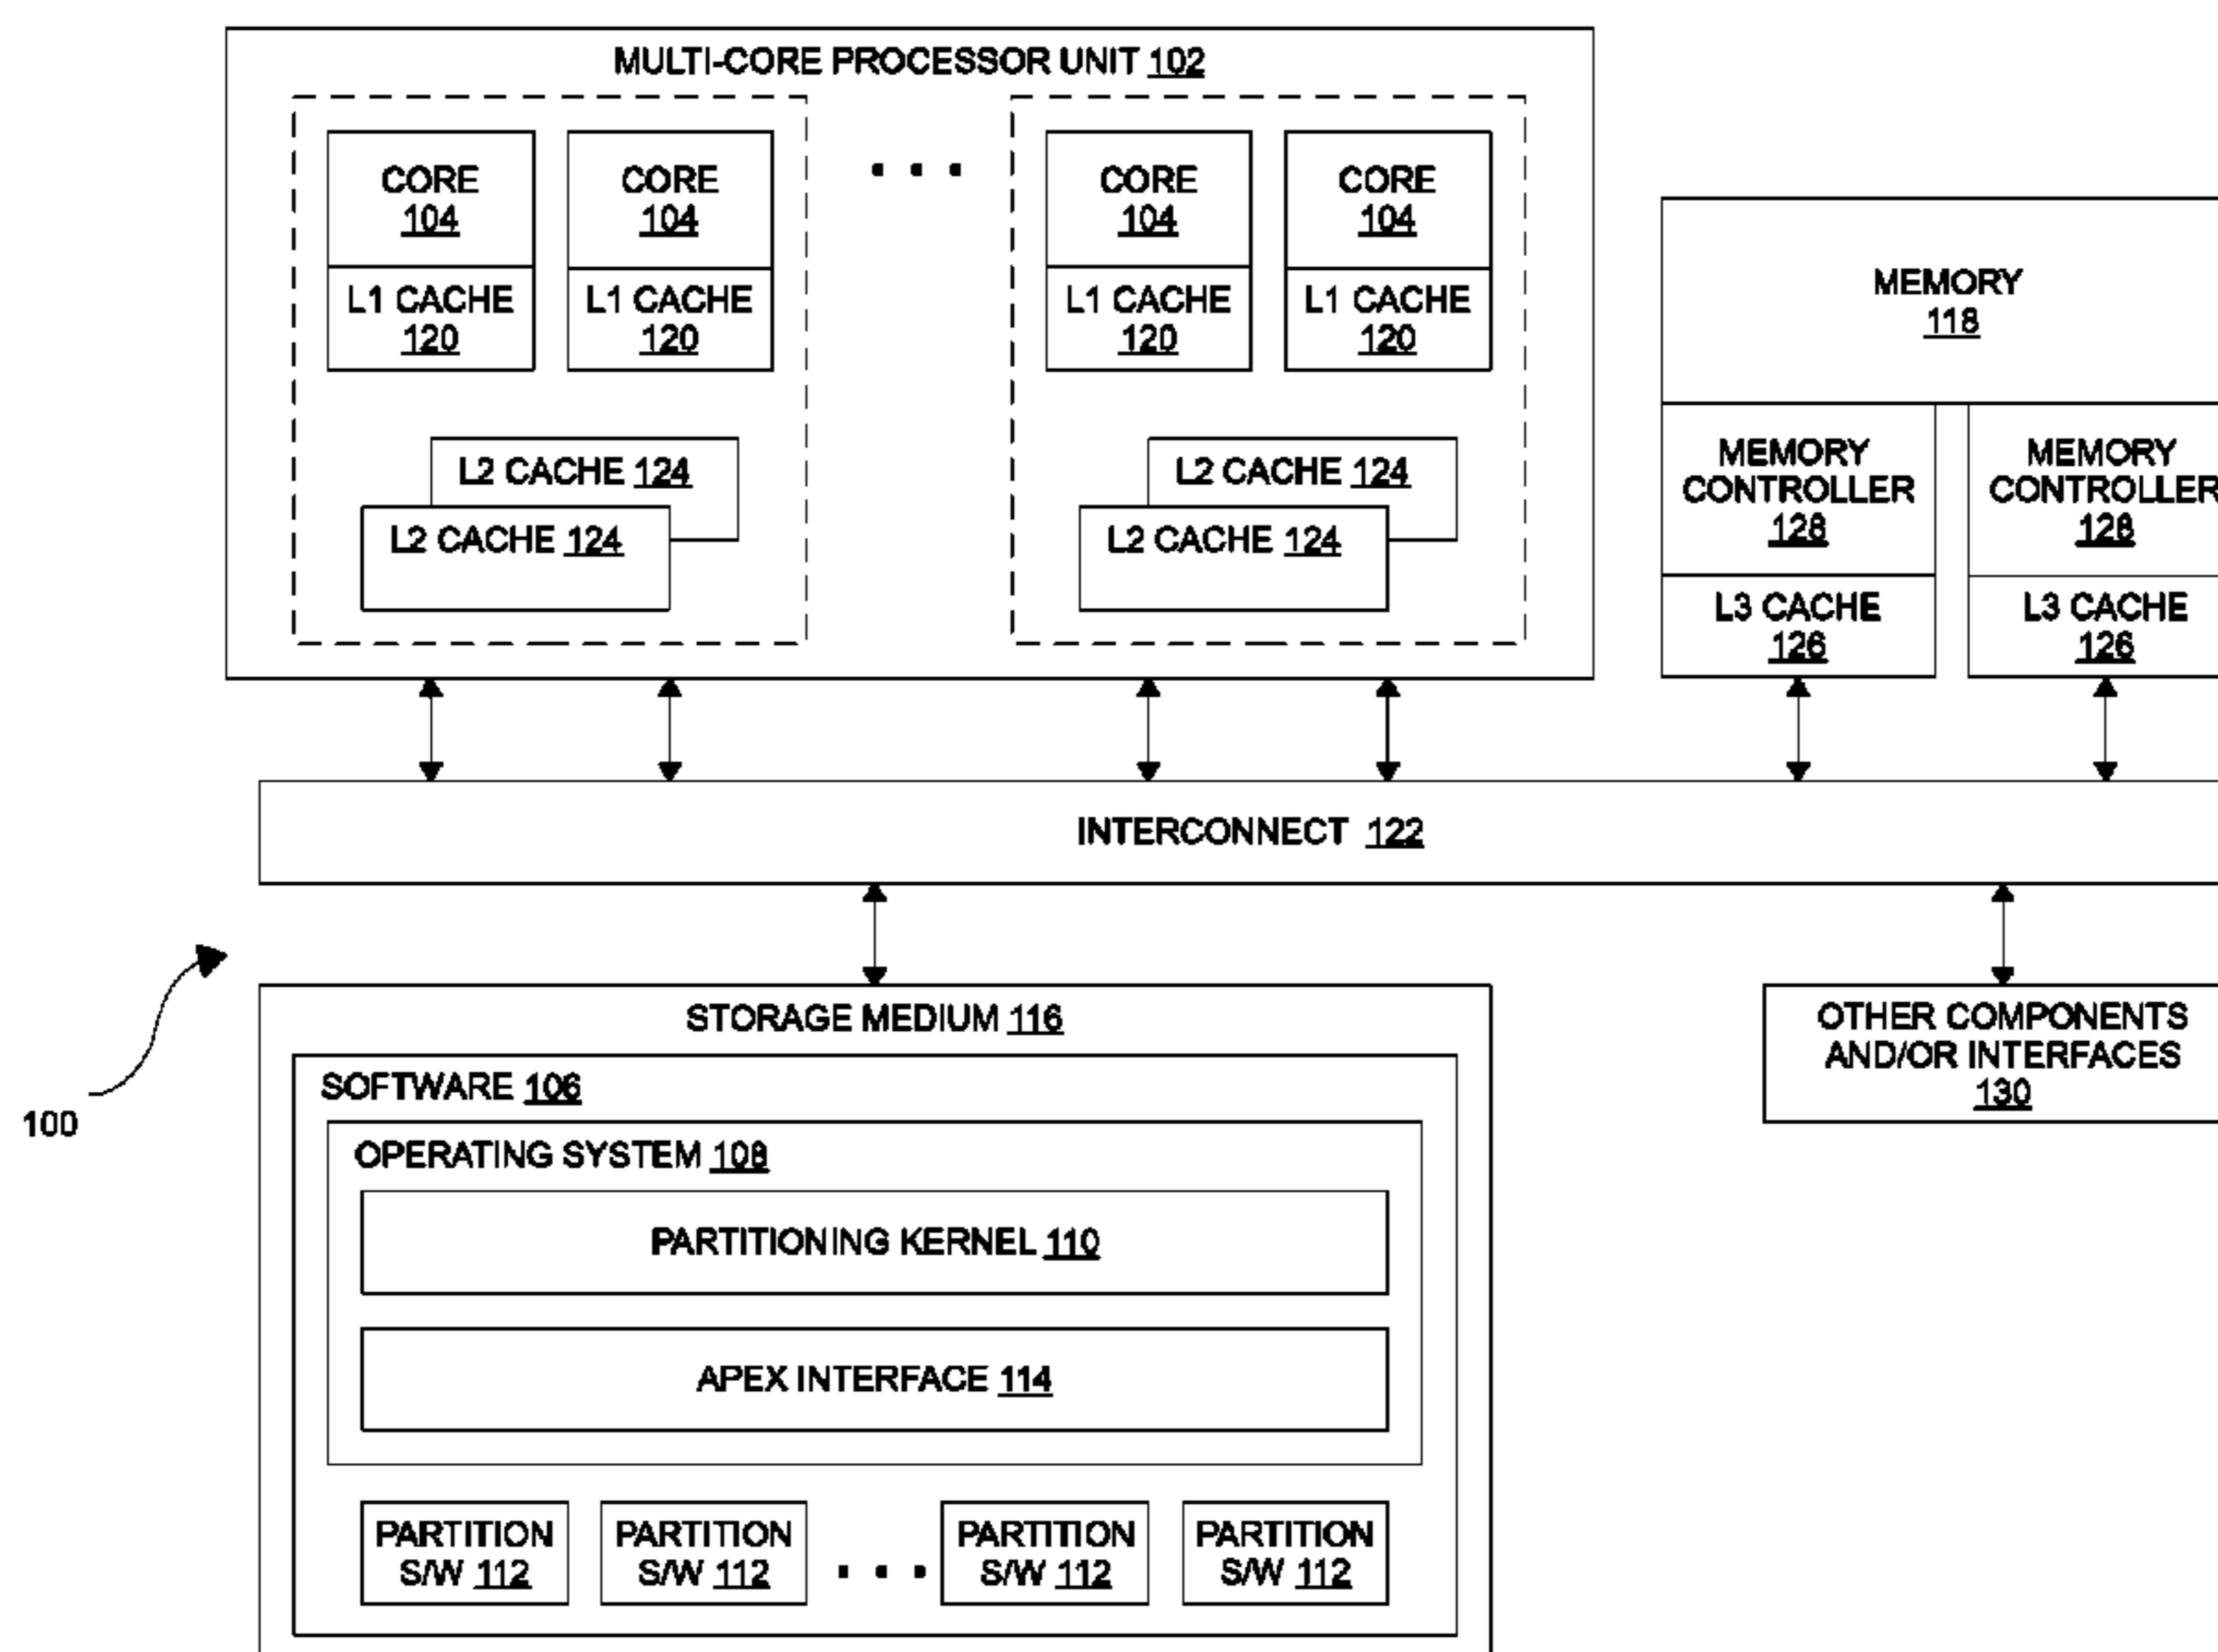 MULTI-CORE PROCESSOR UNIT 102
CORE
104
L1 CACHE
120
CORE
104
L1 CACHE
120
. . .
CORE
104
L1 CACHE
120
CORE
104
L1 CACHE
120
L2 CACHE 124
L2 CACHE 124
L2 CACHE 124
L2 CACHE 124
MEMORY
118
MEMORY
CONTROLLER
128
L3 CACHE
126
MEMORY
CONTROLLER
128
L3 CACHE
126
INTERCONNECT 122
100
STORAGE MEDIUM 116
SOFTWARE 106
OPERATING SYSTEM 108
PARTITIONING KERNEL 110
APEX INTERFACE 114
PARTITION
S/W 112
PARTITION
S/W 112
. . .
PARTITION
S/W 112
PARTITION
S/W 112
OTHER COMPONENTS
AND/OR INTERFACES
130